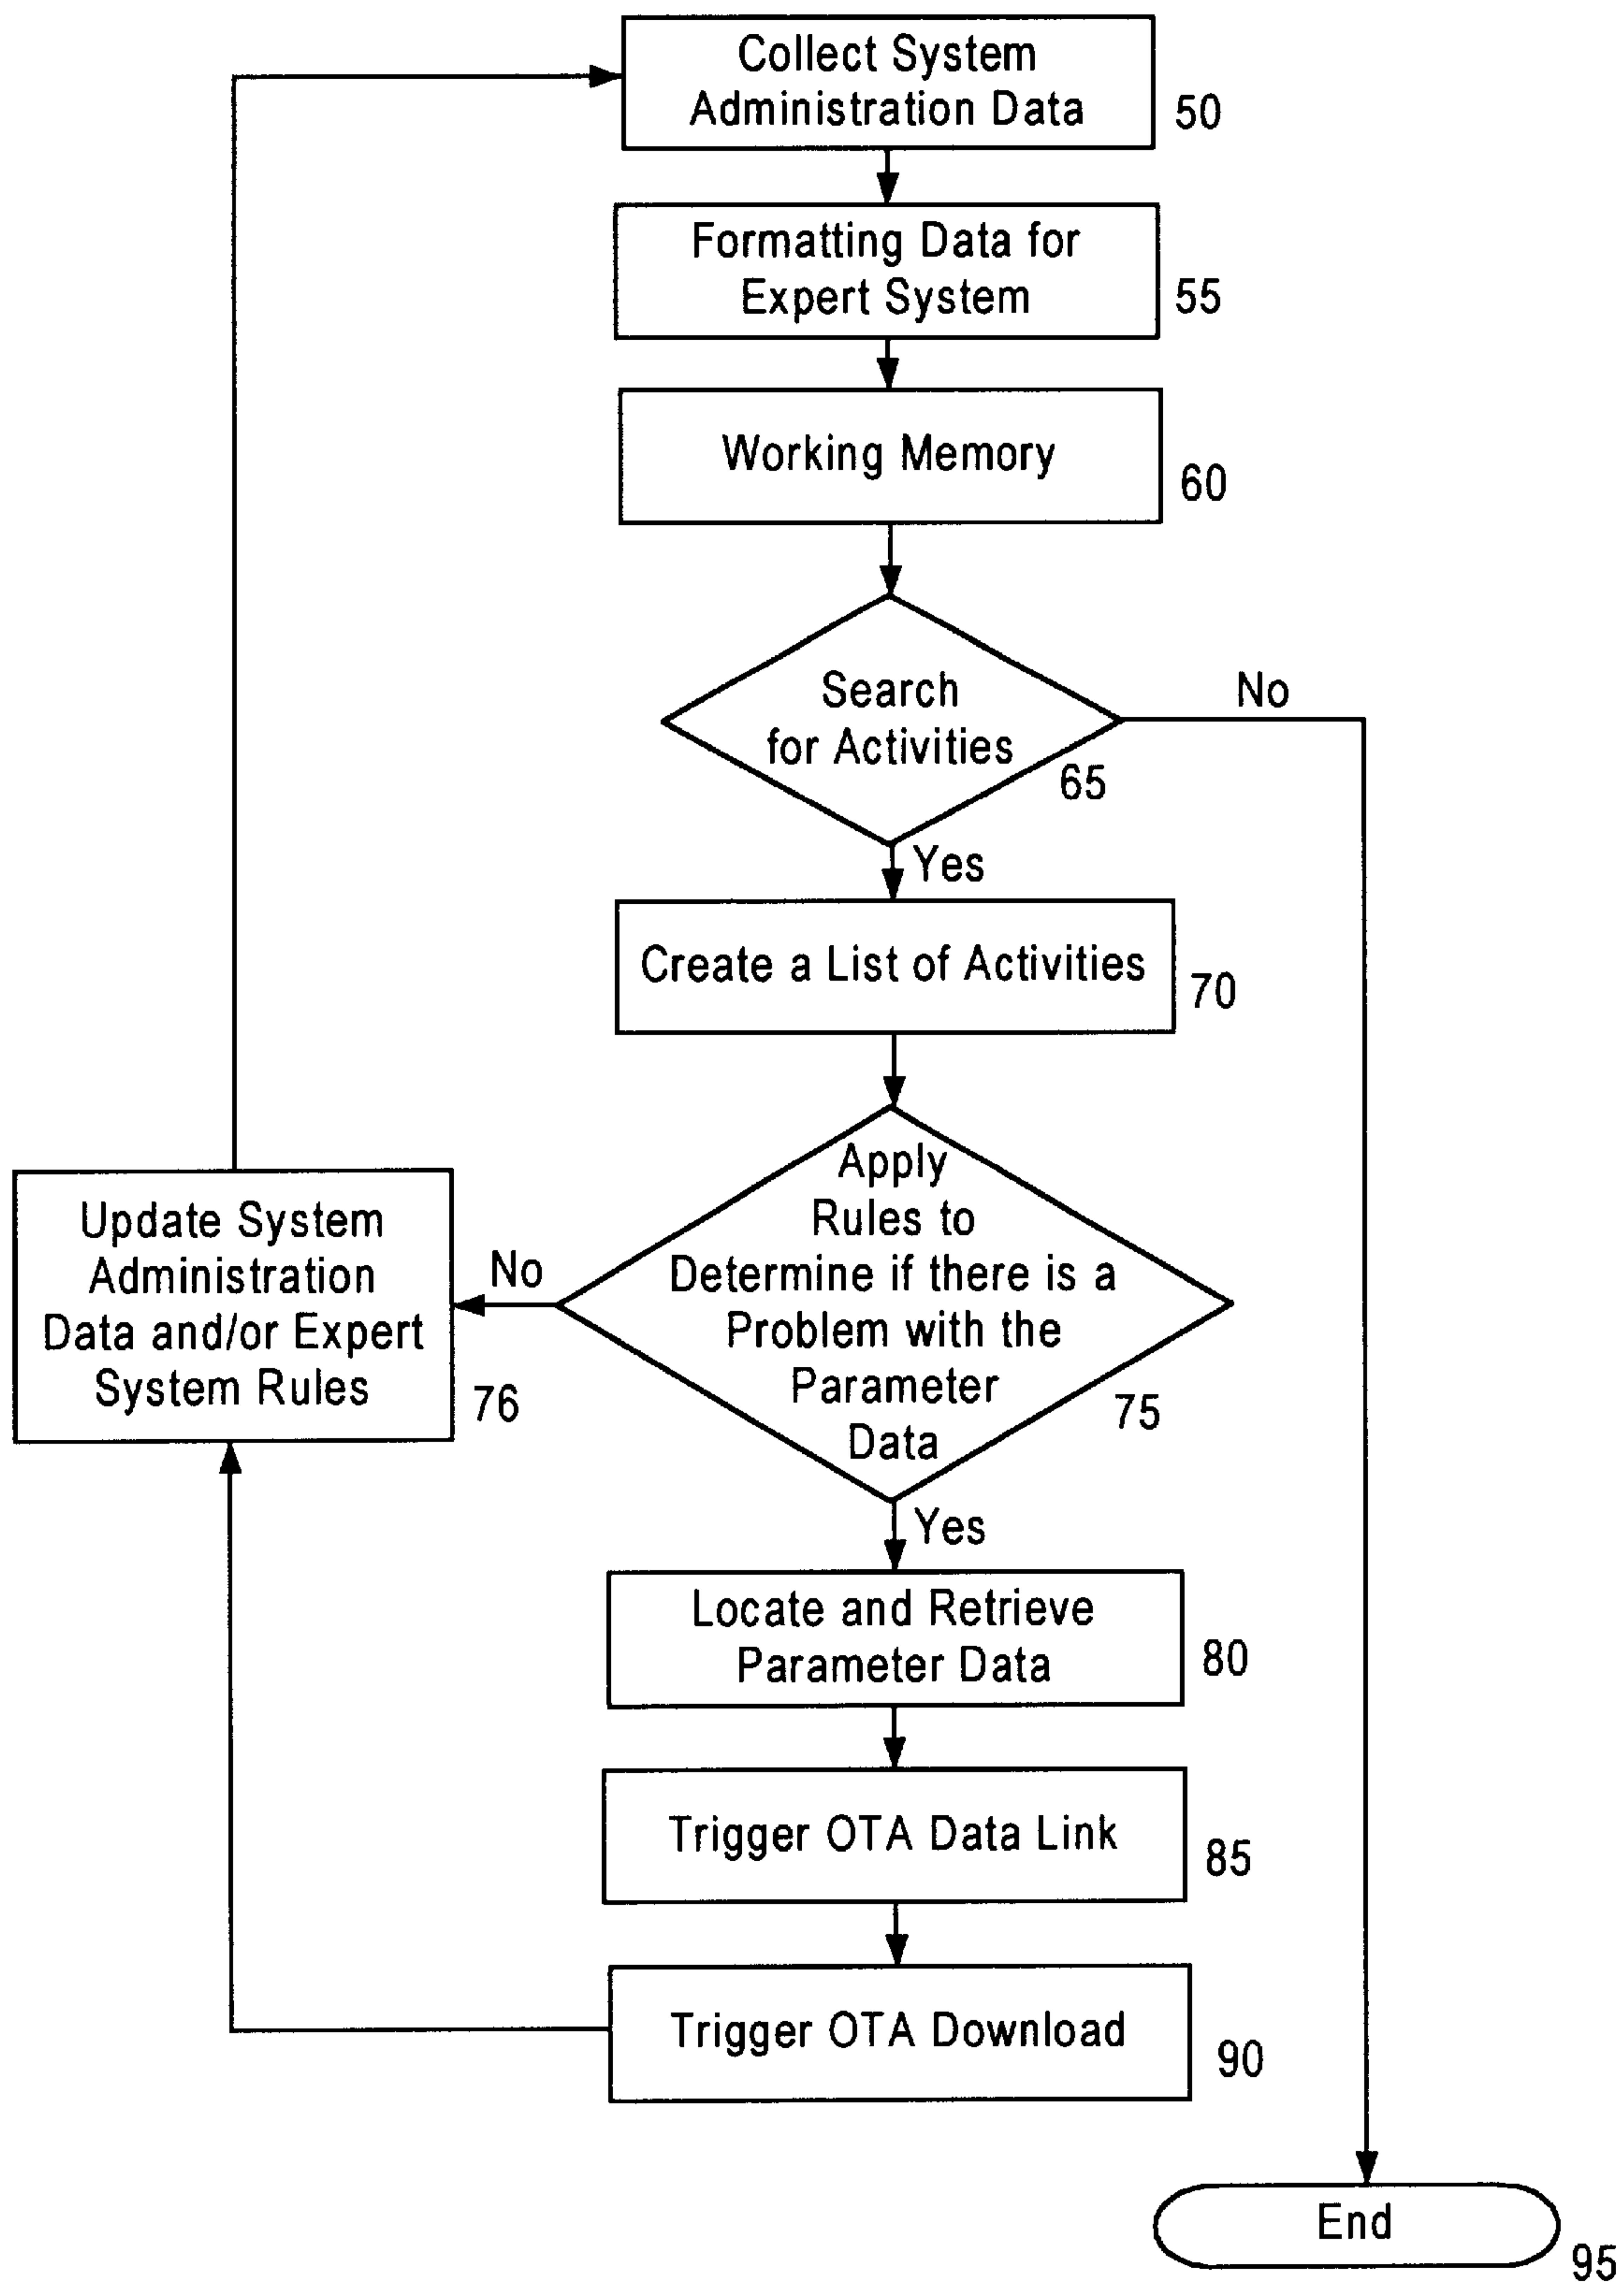 Collect System
Administration Data
50
Formatting Data for
Expert System
55
Working Memory
60
Search
for Activities
65
No
Yes
Create a List of Activities
70
Apply
Rules to
Determine if there is a
Problem with the
Parameter
Data
75
No
Update System
Administration
Data and/or Expert
System Rules
76
Yes
Locate and Retrieve
Parameter Data
80
Trigger OTA Data Link
85
Trigger OTA Download
90
End
95